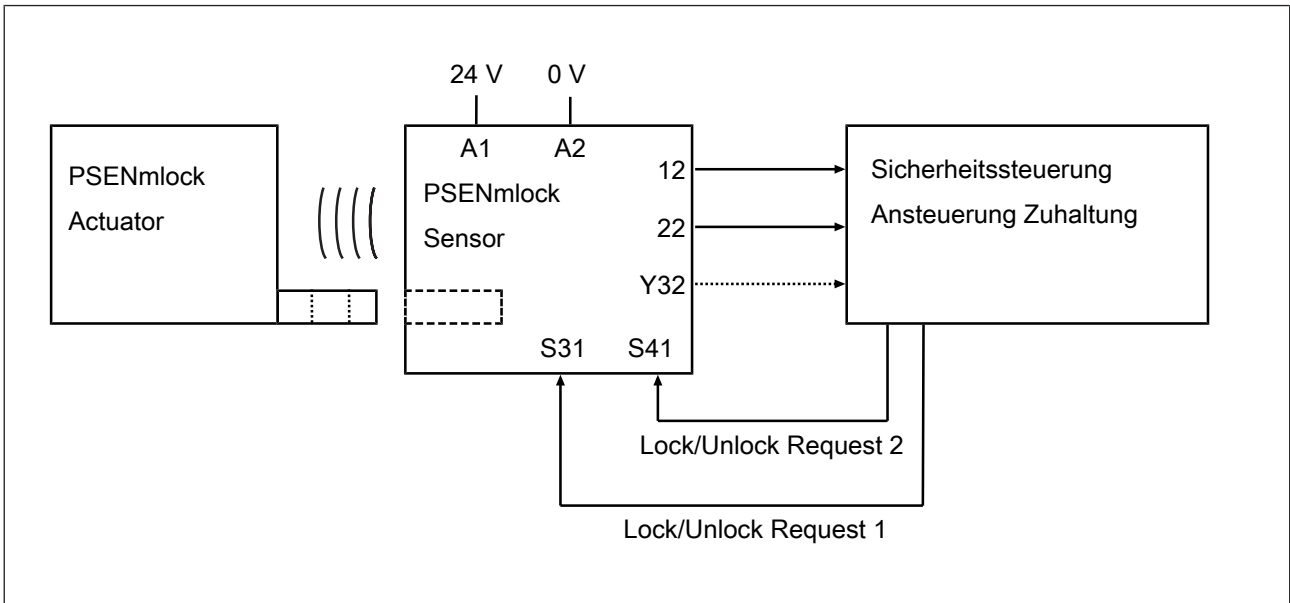 24 V
0 V
PSENmlock
Actuator
A1
A2
PSENmlock
Sensor
12
22
Y32
S31
S41
Sicherheitssteuerung
Ansteuerung Zuhaltung
Lock/Unlock Request 2
Lock/Unlock Request 1